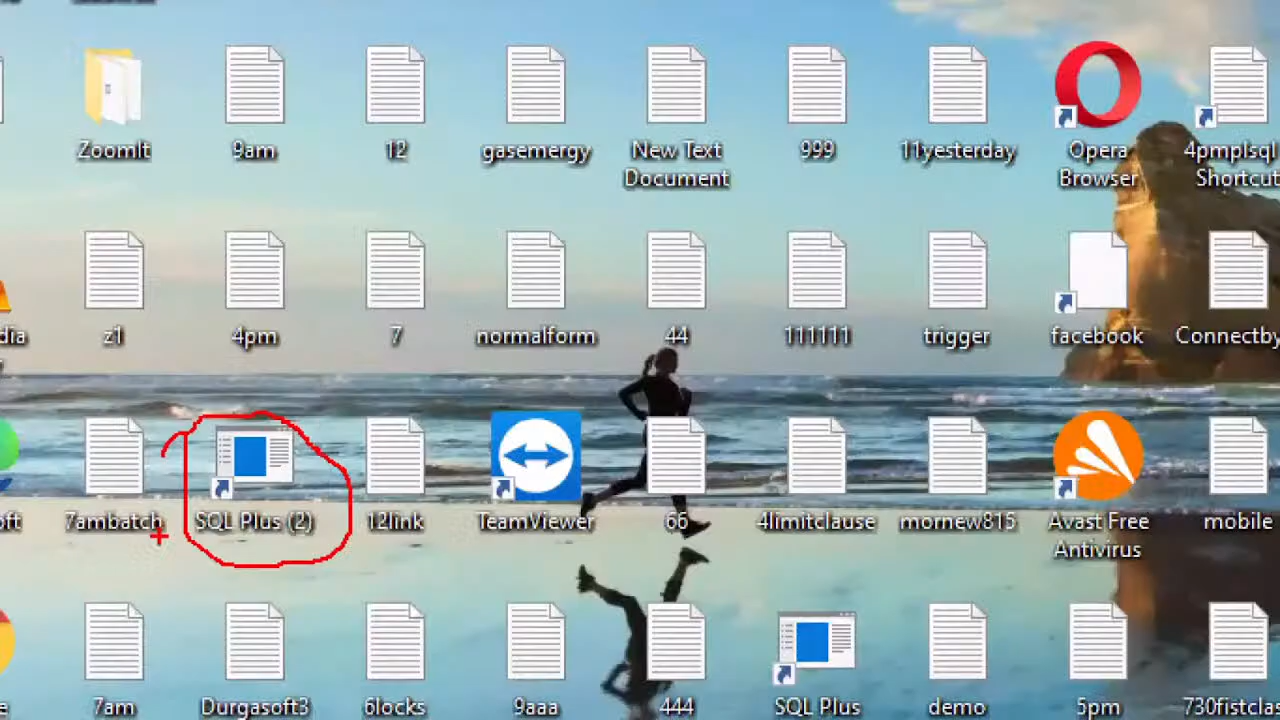 ZoomIt
9am
12
gasemergy
New Text
Document
999
11yesterday
Opera
Browser
4pmplsql
Shortcut
dia
z1
4pm
7
normalform
44
111111
trigger
facebook
Connectby
oft
7ambatch
SQL Plus (2)
12link
TeamViewer
66
4limitclause
mornew815
Avast Free
Antivirus
mobile
e
7am
Durgasoft3
6locks
9aaa
444
SQL Plus
demo
5pm
730fistclas